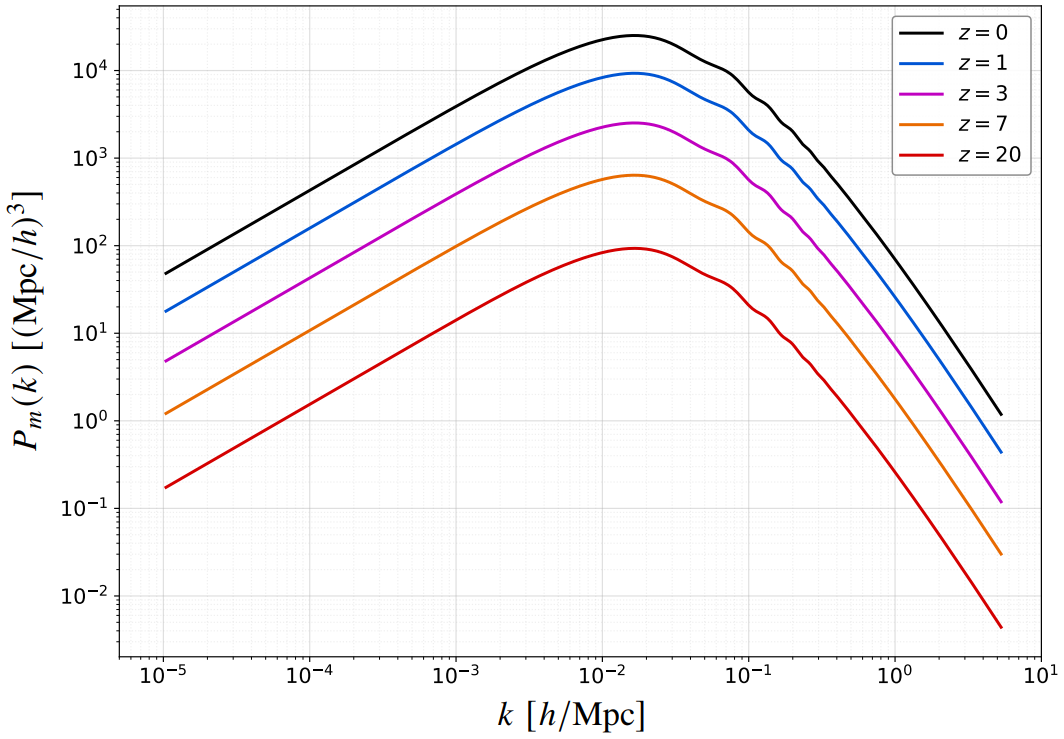 z = 0
z = 1
z = 3
z = 7
z = 20
P_m(k) [(Mpc/h)^3]
10^4
10^3
10^2
10^1
10^0
10^−1
10^−2
10^−5 10^−4 10^−3 10^−2 10^−1 10^0 10^1
k [h/Mpc]